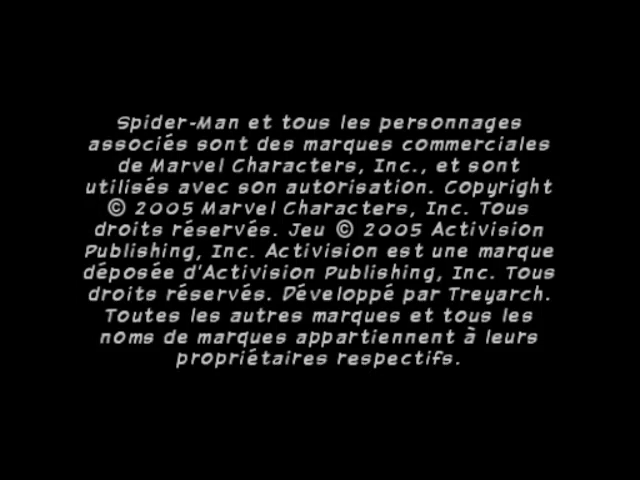 Spider-Man et tous les personnages
associés sont des marques commerciales
de Marvel Characters, Inc., et sont
utilisés avec son autorisation. Copyright
© 2005 Marvel Characters, Inc. Tous
droits réservés. Jeu © 2005 Activision
Publishing, Inc. Activision est une marque
déposée d'Activision Publishing, Inc. Tous
droits réservés. Développé par Treyarch.
Toutes les autres marques et tous les
noms de marques appartiennent à leurs
propriétaires respectifs.